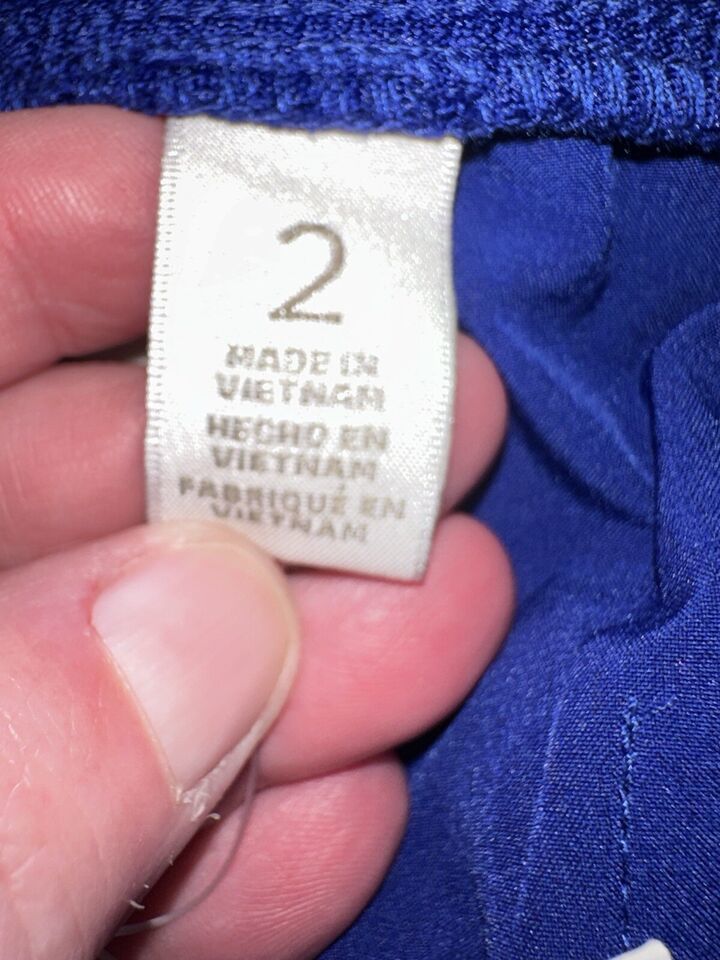 2
MADE IN
VIETNAM
HECHO EN
VIETNAM
FABRIQUÉ EN
VIETNAM